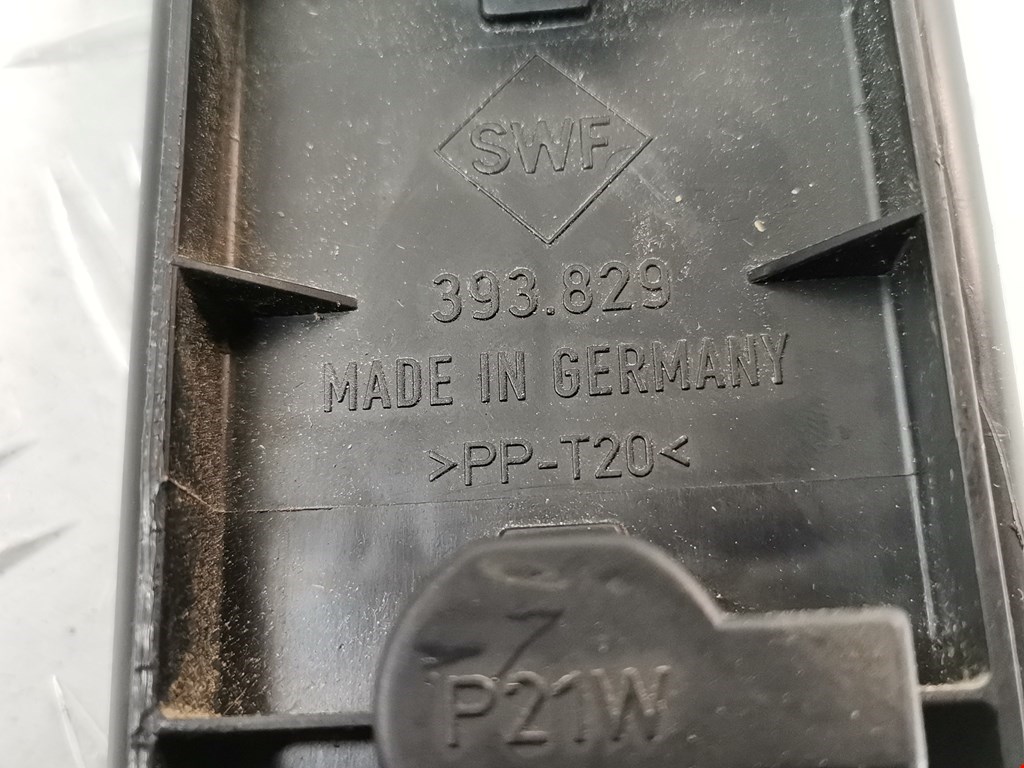 SWF
393.829
MADE IN GERMANY
>PP-T20<
P21W